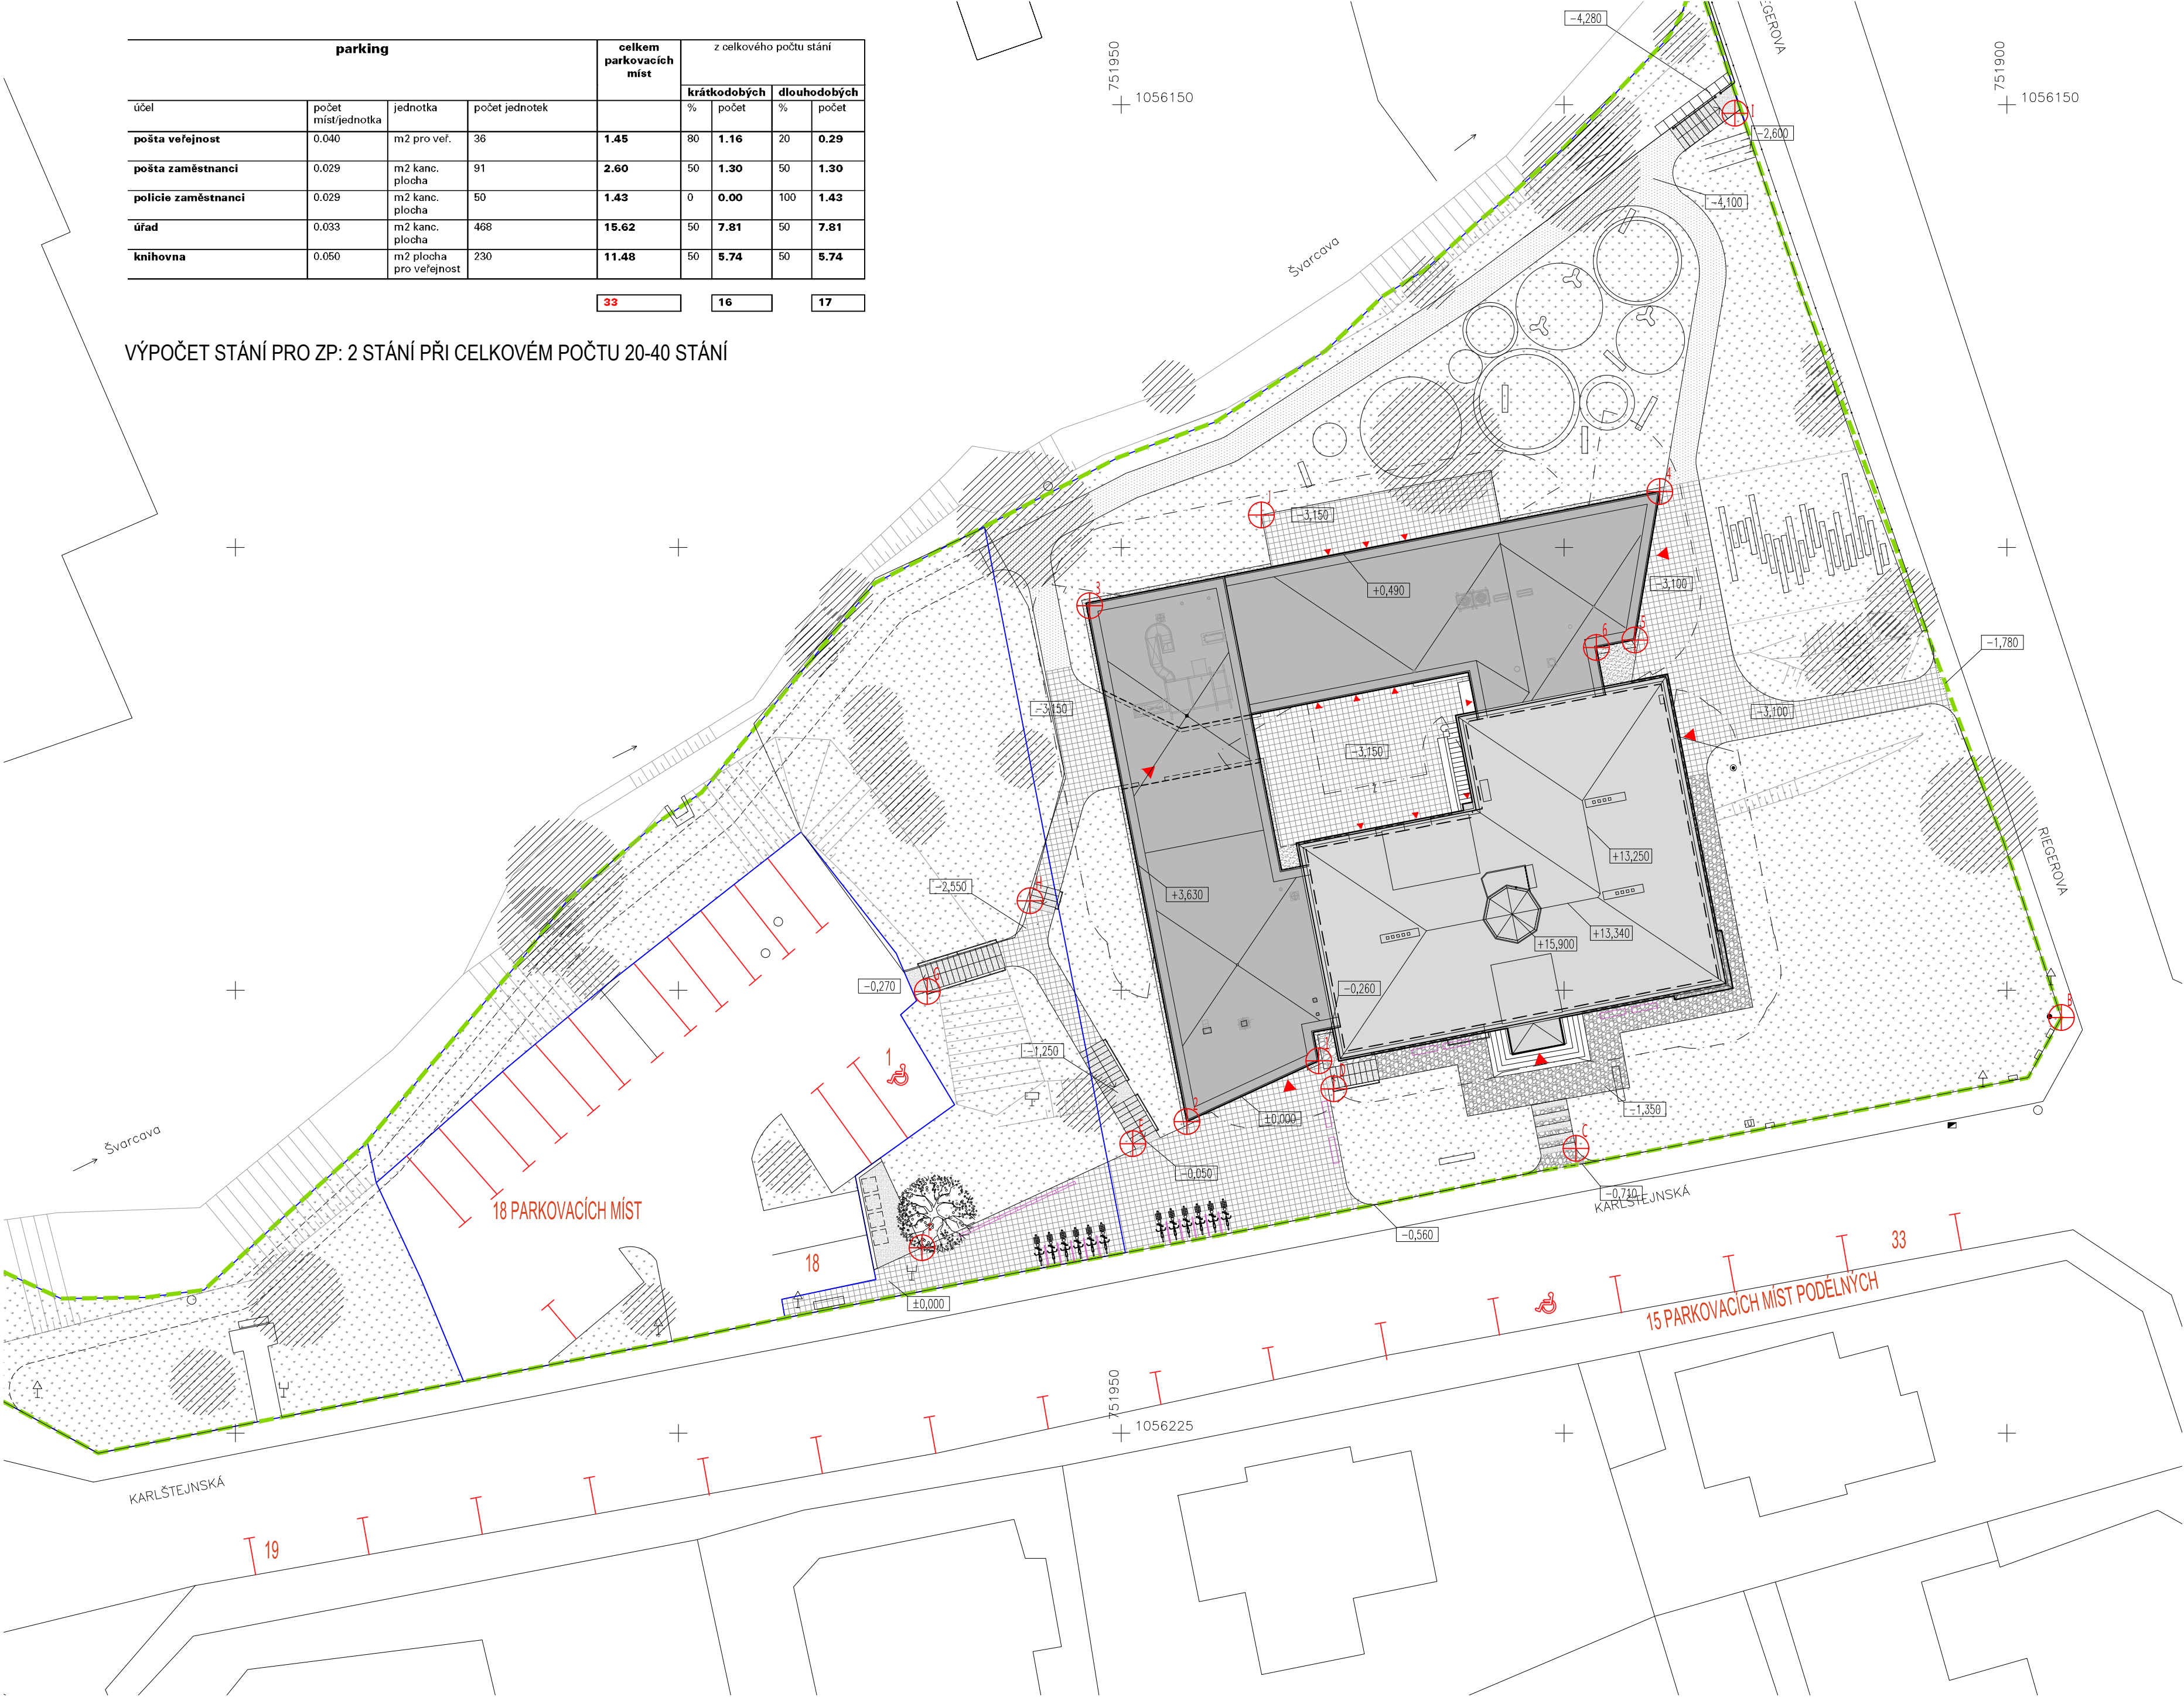 parking
celkem parkovacích míst
z celkového počtu stání
krátkodobých dlouhodobých
účel počet míst/jednotka jednotka počet jednotek % počet % počet
pošta veřejnost 0.040 m2 pro veř. 36 1.45 80 1.16 20 0.29
pošta zaměstnanci 0.029 m2 kanc. plocha 91 2.60 50 1.30 50 1.30
policie zaměstnanci 0.029 m2 kanc. plocha 50 1.43 0 0.00 100 1.43
úřad 0.033 m2 kanc. plocha 468 15.62 50 7.81 50 7.81
knihovna 0.050 m2 plocha pro veřejnost 230 11.48 50 5.74 50 5.74
33 16 17
VÝPOČET STÁNÍ PRO ZP: 2 STÁNÍ PŘI CELKOVÉM POČTU 20-40 STÁNÍ
751950
1056150
-4,280
RIEGEROVA
751900
1056150
I
-2,600
-4,100
Švarcava
J
-3,150
4
3
+0,490
-3,100
6
5
-1,780
-3,150
-3,100
-3,150
+13,250
RIEGEROVA
-2,550
H
+3,630
+13,340
+15,900
G
-0,270
-0,260
B
-1,250
1
D
2
±0,000
-1,350
Švarcava
C
-0,050
-0,710
KARLŠTEJNSKÁ
18 PARKOVACÍCH MÍST
18
-0,560
33
±0,000
15 PARKOVACÍCH MÍST PODÉLNÝCH
751950
1056225
KARLŠTEJNSKÁ
19